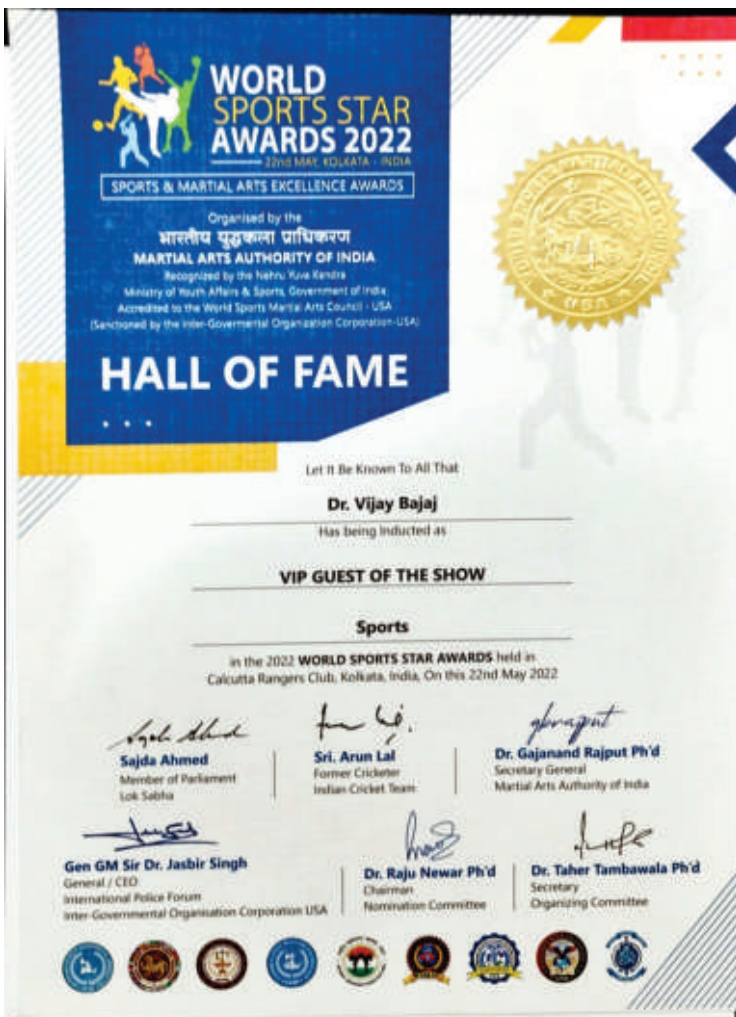 WORLD
SPORTS STAR
AWARDS 2022
22nd MAY, KOLKATA - INDIA
SPORTS & MARTIAL ARTS EXCELLENCE AWARDS
Organised by the
भारतीय युद्धकला प्राधिकरण
MARTIAL ARTS AUTHORITY OF INDIA
Recognized by the Nehru Yuva Kendra
Ministry of Youth Affairs & Sports, Government of India
Accredited to the World Sports Martial Arts Council - USA
(Sanctioned by the Inter-Govermental Organization Corporation-USA)
HALL OF FAME
Let It Be Known To All That
Dr. Vijay Bajaj
Has being Inducted as
VIP GUEST OF THE SHOW
Sports
in the 2022 WORLD SPORTS STAR AWARDS held in
Calcutta Rangers Club, Kolkata, India, On this 22nd May 2022
Sajda Ahmed
Member of Parliament
Lok Sabha
Sri. Arun Lal
Former Cricketer
Indian Cricket Team
Dr. Gajanand Rajput Ph'd
Secretary General
Martial Arts Authority of India
Gen GM Sir Dr. Jasbir Singh
General / CEO
International Police Forum
Inter Governmental Organisation Corporation USA
Dr. Raju Newar Ph'd
Chairman
Nomination Committee
Dr. Taher Tambawala Ph'd
Secretary
Organizing Committee